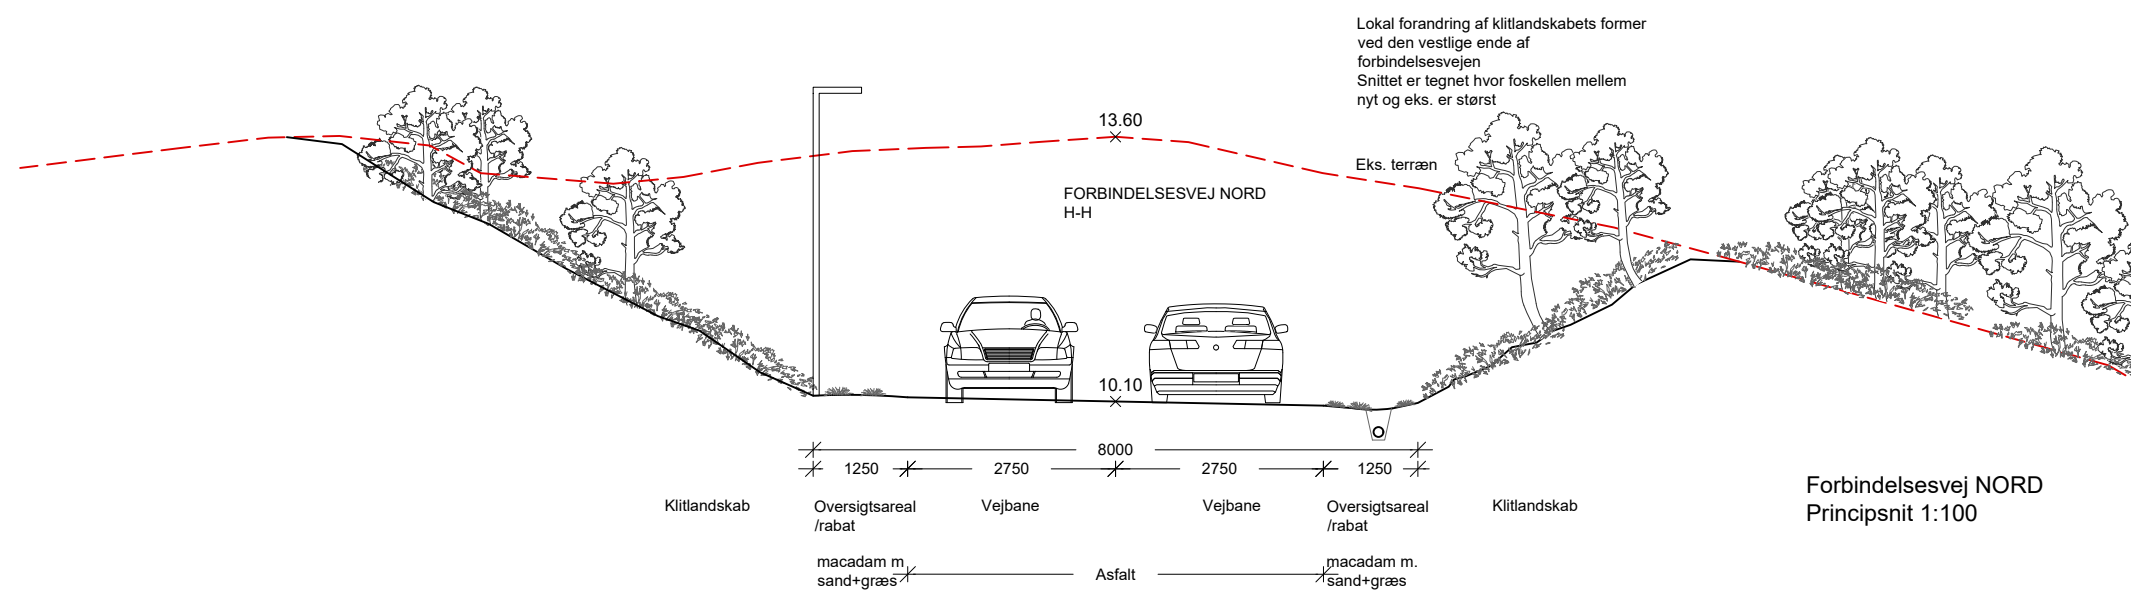 Lokal forandring af klitlandskabets former
ved den vestlige ende af
forbindelsesvejen
Snittet er tegnet hvor foskellen mellem
nyt og eks. er størst
13.60
Eks. terræn
FORBINDELSESVEJ NORD
H-H
10.10
8000
1250 2750 2750 1250
Klitlandskab Oversigtsareal Vejbane Vejbane Oversigtsareal Klitlandskab
/rabat /rabat
Forbindelsesvej NORD
Principsnit 1:100
macadam m macadam m.
sand+græs Asfalt sand+græs